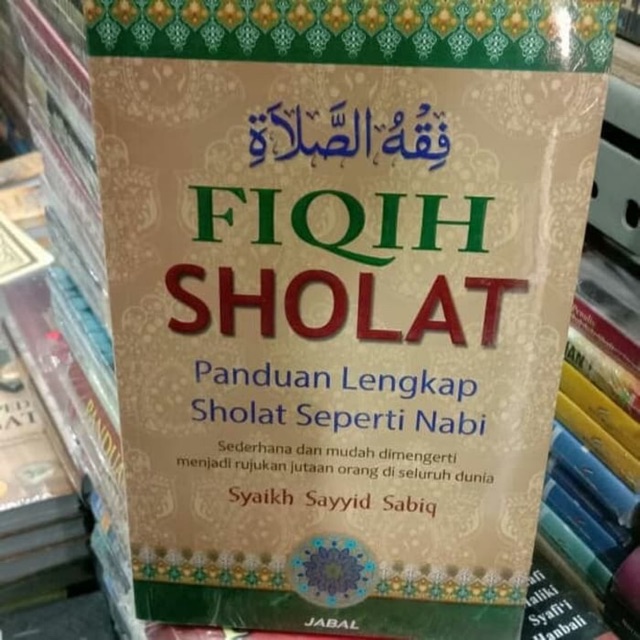 فِقْهُ الصَّلَاةِ
FIQIH
SHOLAT
Panduan Lengkap
Sholat Seperti Nabi
Sederhana dan mudah dimengerti
menjadi rujukan jutaan orang di seluruh dunia
Syaikh Sayyid Sabiq
JABAL
Syafi'i